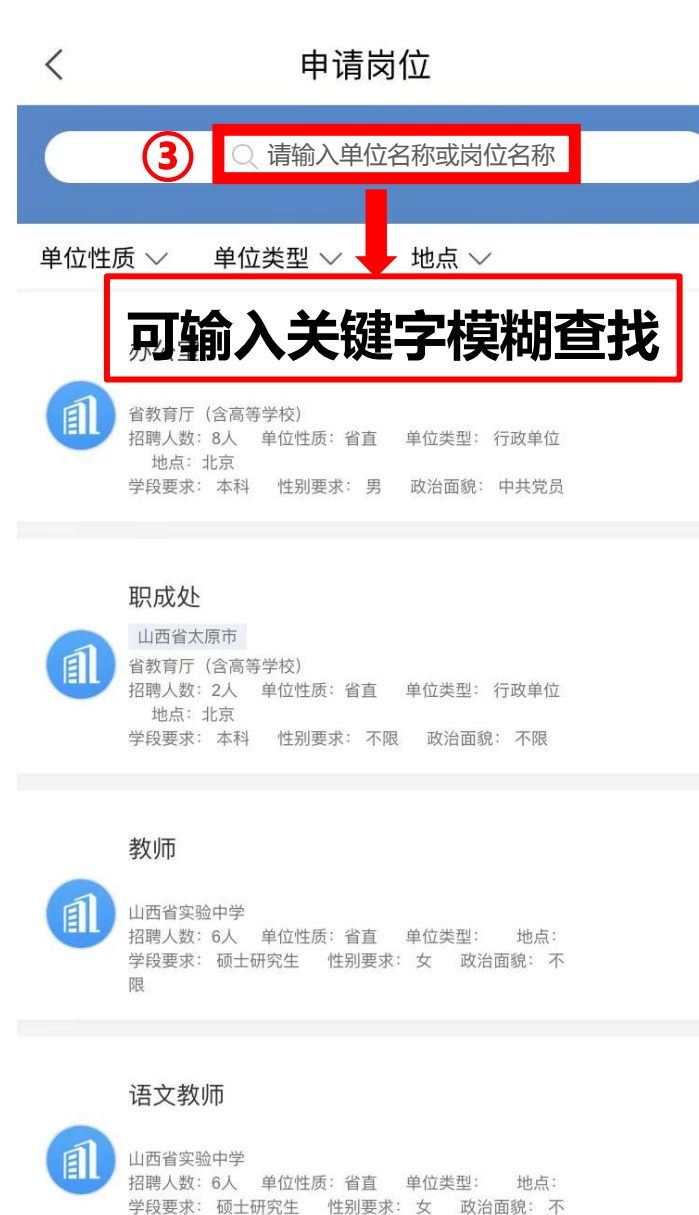 申请岗位
③ 请输入单位名称或岗位名称
单位性质 单位类型 地点
可输入关键字模糊查找
省教育厅（含高等学校）
招聘人数：8人 单位性质：省直 单位类型： 行政单位
地点：北京
学段要求： 本科 性别要求： 男 政治面貌： 中共党员
职成处
山西省太原市
省教育厅（含高等学校）
招聘人数：2人 单位性质：省直 单位类型： 行政单位
地点：北京
学段要求： 本科 性别要求： 不限 政治面貌： 不限
教师
山西省实验中学
招聘人数：6人 单位性质：省直 单位类型： 地点：
学段要求： 硕士研究生 性别要求： 女 政治面貌： 不
限
语文教师
山西省实验中学
招聘人数：6人 单位性质：省直 单位类型： 地点：
学段要求： 硕士研究生 性别要求： 女 政治面貌： 不